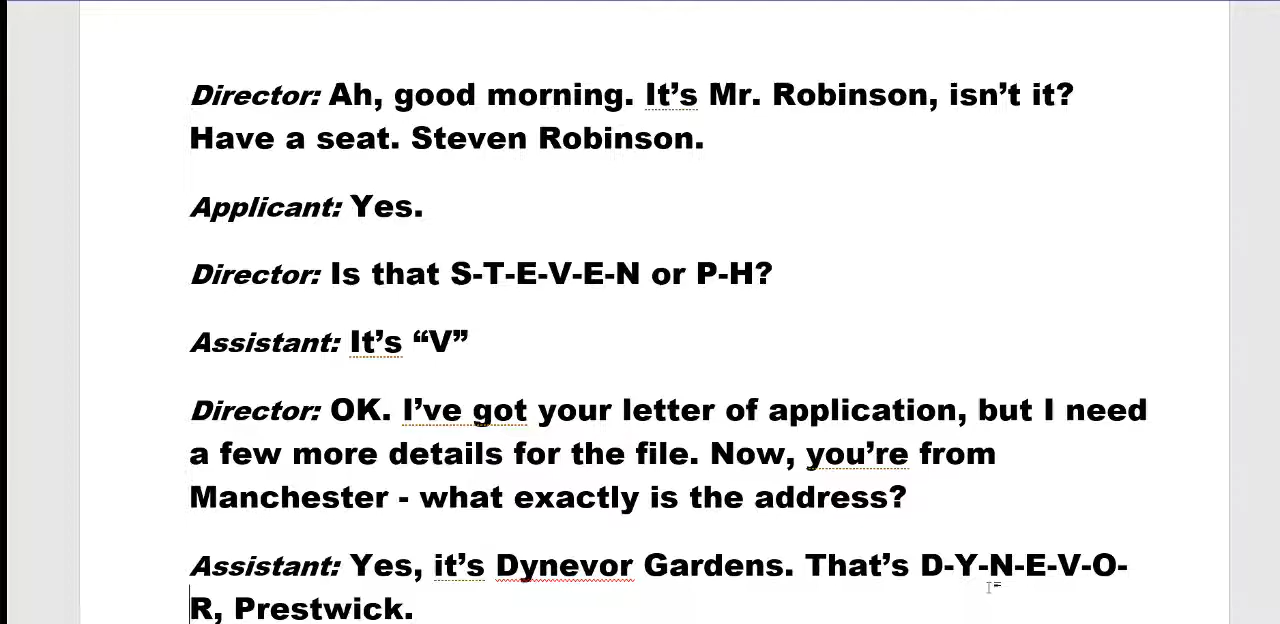 Director: Ah, good morning. It’s Mr. Robinson, isn’t it?
Have a seat. Steven Robinson.
Applicant: Yes.
Director: Is that S-T-E-V-E-N or P-H?
Assistant: It’s “V”
Director: OK. I’ve got your letter of application, but I need
a few more details for the file. Now, you’re from
Manchester - what exactly is the address?
Assistant: Yes, it’s Dynevor Gardens. That’s D-Y-N-E-V-O-
R, Prestwick.